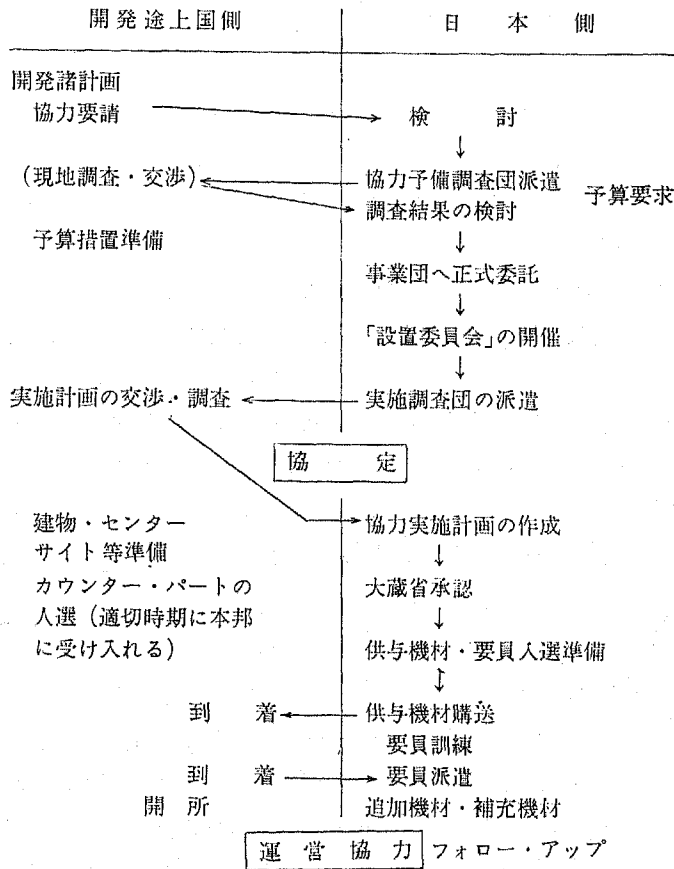 開発途上国側
日本側
開発諸計画
協力要請
検討
(現地調査・交渉)
協力予備調査団派遣
予算要求
調査結果の検討
予算措置準備
事業団へ正式委託
「設置委員会」の開催
実施計画の交渉・調査
実施調査団の派遣
協定
建物・センター
サイト等準備
カウンター・パートの
人選(適切時期に本邦
に受け入れる)
協力実施計画の作成
大蔵省承認
供与機材・要員人選準備
到着
供与機材購送
要員訓練
到着
要員派遣
開所
追加機材・補充機材
運営協力 フォロー・アップ